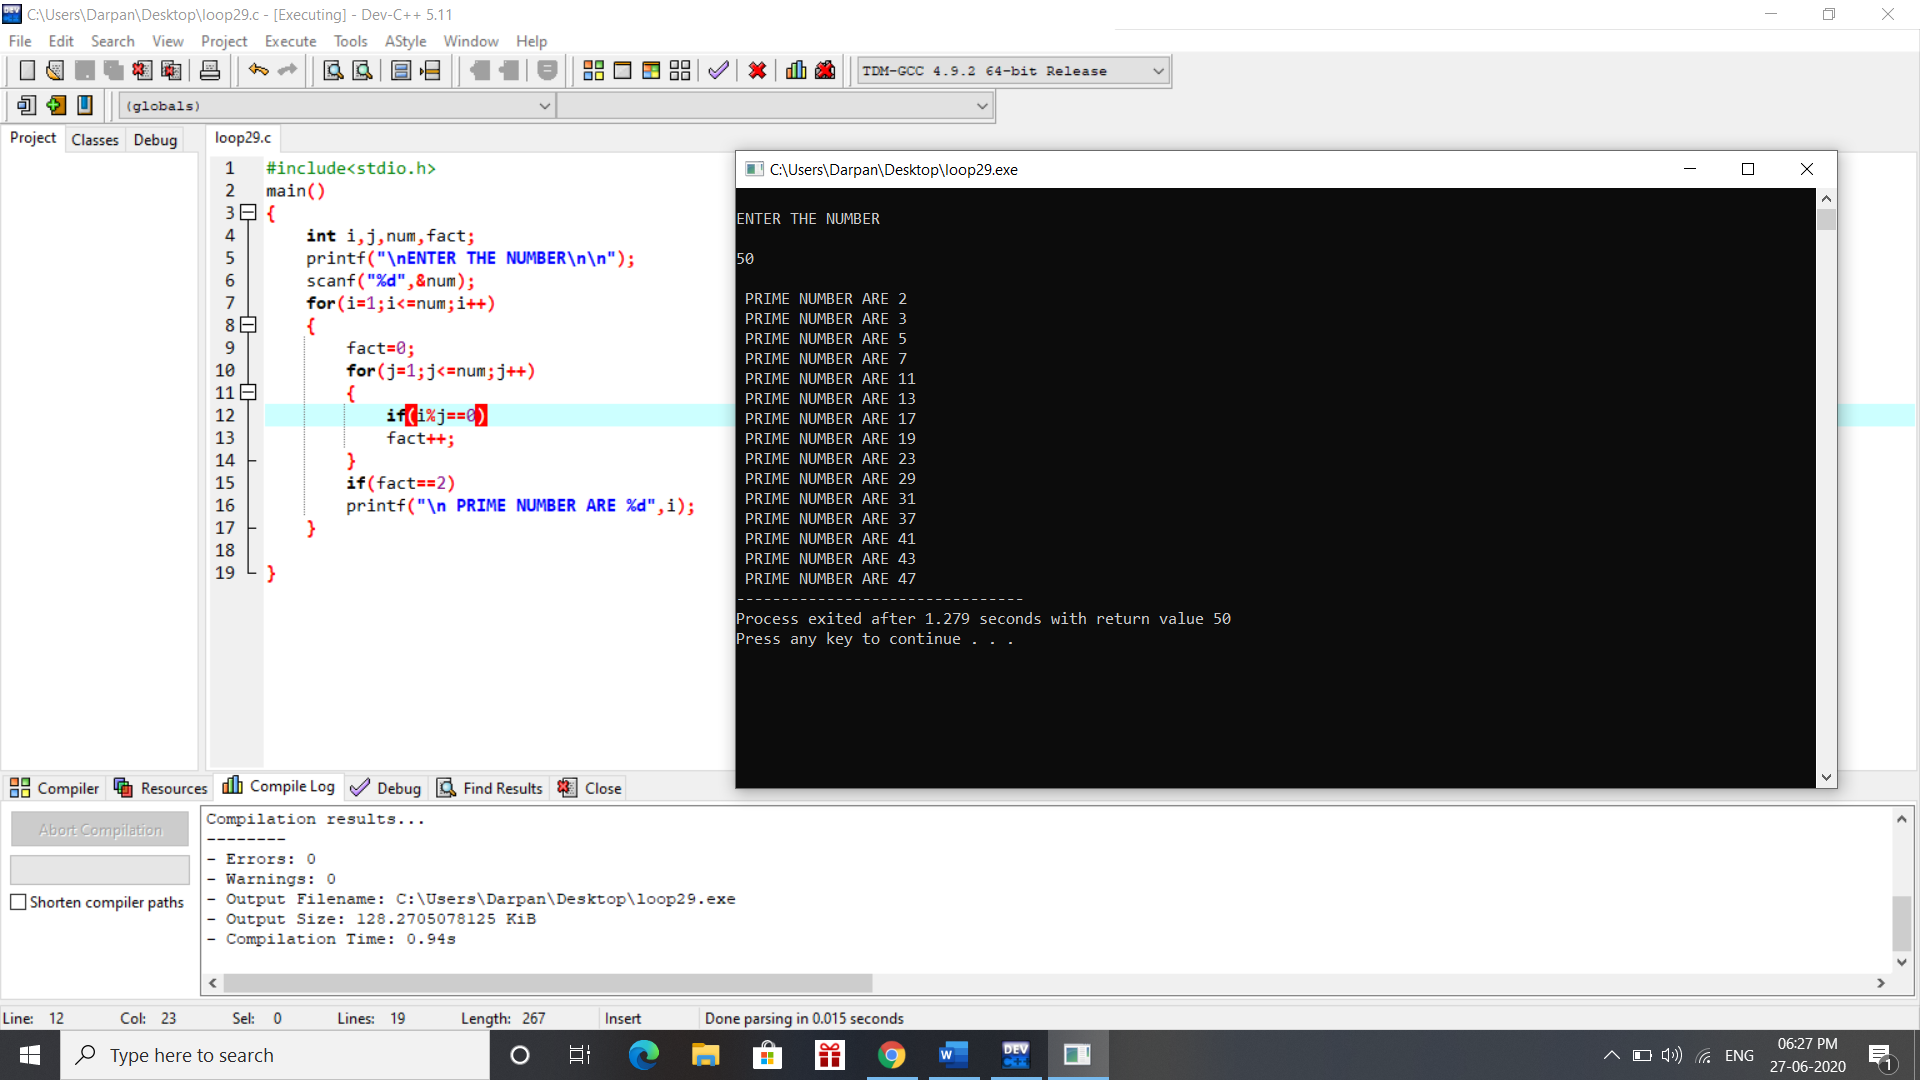 C:\Users\Darpan\Desktop\loop29.c - [Executing] - Dev-C++ 5.11
File Edit Search View Project Execute Tools AStyle Window Help
TDM-GCC 4.9.2 64-bit Release
(globals)
Project Classes Debug
loop29.c
1 #include<stdio.h>
2 main()
3 {
4 int i,j,num,fact;
5 printf("\nENTER THE NUMBER\n\n");
6 scanf("%d",&num);
7 for(i=1;i<=num;i++)
8 {
9 fact=0;
10 for(j=1;j<=num;j++)
11 {
12 if(i%j==0)
13 fact++;
14 }
15 if(fact==2)
16 printf("\n PRIME NUMBER ARE %d",i);
17 }
18
19 }
C:\Users\Darpan\Desktop\loop29.exe
ENTER THE NUMBER
50
PRIME NUMBER ARE 2
PRIME NUMBER ARE 3
PRIME NUMBER ARE 5
PRIME NUMBER ARE 7
PRIME NUMBER ARE 11
PRIME NUMBER ARE 13
PRIME NUMBER ARE 17
PRIME NUMBER ARE 19
PRIME NUMBER ARE 23
PRIME NUMBER ARE 29
PRIME NUMBER ARE 31
PRIME NUMBER ARE 37
PRIME NUMBER ARE 41
PRIME NUMBER ARE 43
PRIME NUMBER ARE 47
--------------------------------
Process exited after 1.279 seconds with return value 50
Press any key to continue . . .
Compiler Resources Compile Log Debug Find Results Close
Abort Compilation
Shorten compiler paths
Compilation results...
--------
- Errors: 0
- Warnings: 0
- Output Filename: C:\Users\Darpan\Desktop\loop29.exe
- Output Size: 128.2705078125 KiB
- Compilation Time: 0.94s
Line: 12 Col: 23 Sel: 0 Lines: 19 Length: 267 Insert Done parsing in 0.015 seconds
Type here to search
W
DEV C++
ENG
06:27 PM
27-06-2020
1